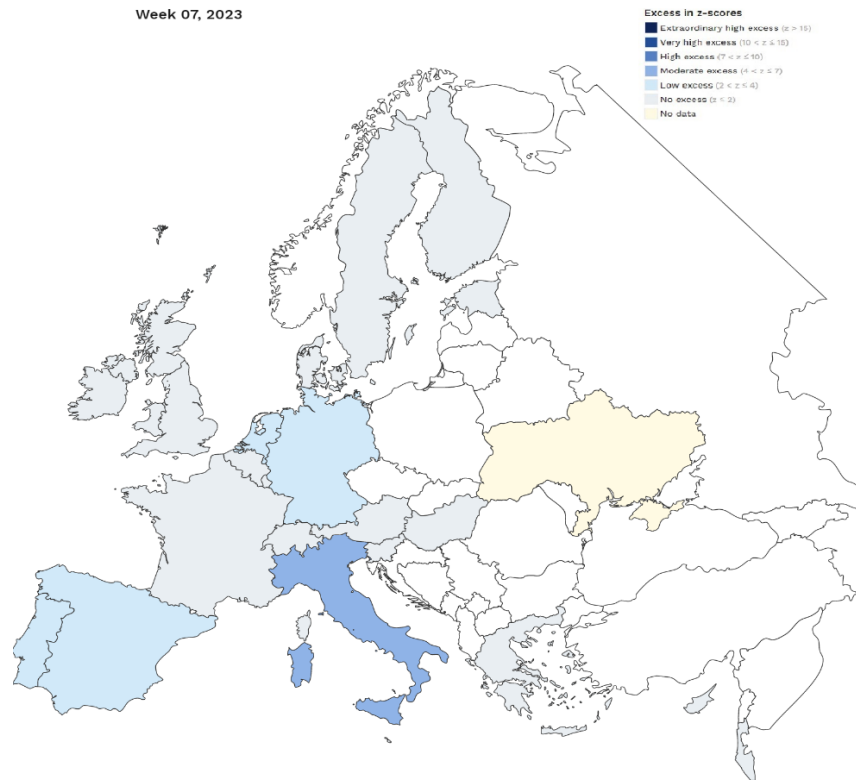 Week 07, 2023
Excess in z-scores
Extraordinary high excess (z > 15)
Very high excess (10 < z ≤ 15)
High excess (7 < z ≤ 10)
Moderate excess (4 < z ≤ 7)
Low excess (2 < z ≤ 4)
No excess (z ≤ 2)
No data